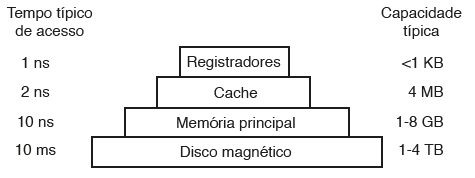 Tempo típico
de acesso
Capacidade
típica
1 ns
Registradores
<1 KB
2 ns
Cache
4 MB
10 ns
Memória principal
1-8 GB
10 ms
Disco magnético
1-4 TB